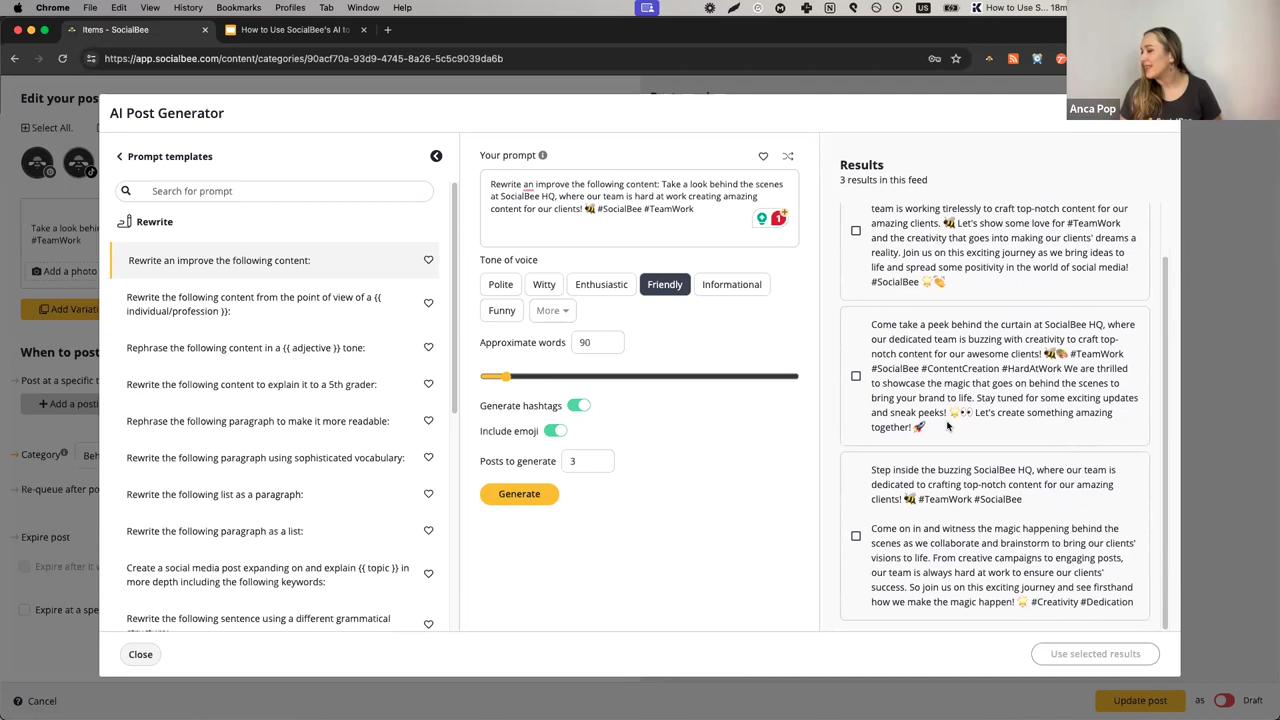 Chrome File Edit View History Bookmarks Profiles Tab Window Help
How to Use S... 18m
Items - SocialBee
How to Use SocialBee's AI to
https://app.socialbee.com/content/categories/90acf70a-93d9-4745-8a26-5c5c9039da6b
Anca Pop
Edit your pos
Select All.
Take a look behi
#TeamWork
Add a photo
Add Variati
When to post
Post at a specific t
Add a posti
Category
Beh
Re-queue after po
Expire post
Expire after it
Expire at a spe
AI Post Generator
Prompt templates
Search for prompt
Rewrite
Rewrite an improve the following content:
Rewrite the following content from the point of view of a {{
individual/profession }}:
Rephrase the following content in a {{ adjective }} tone:
Rewrite the following content to explain it to a 5th grader:
Rephrase the following paragraph to make it more readable:
Rewrite the following paragraph using sophisticated vocabulary:
Rewrite the following list as a paragraph:
Rewrite the following paragraph as a list:
Create a social media post expanding on and explain {{ topic }} in
more depth including the following keywords:
Rewrite the following sentence using a different grammatical
Your prompt
Rewrite an improve the following content: Take a look behind the scenes
at SocialBee HQ, where our team is hard at work creating amazing
content for our clients! 🐝 #SocialBee #TeamWork
Tone of voice
Polite Witty Enthusiastic Friendly Informational
Funny More
Approximate words 90
Generate hashtags
Include emoji
Posts to generate 3
Generate
Results
3 results in this feed
team is working tirelessly to craft top-notch content for our
amazing clients. 🐝 Let's show some love for #TeamWork
and the creativity that goes into making our clients' dreams a
reality. Join us on this exciting journey as we bring ideas to
life and spread some positivity in the world of social media!
#SocialBee 🌟👏
Come take a peek behind the curtain at SocialBee HQ, where
our dedicated team is buzzing with creativity to craft top-
notch content for our awesome clients! 🐝🎨 #TeamWork
#SocialBee #ContentCreation #HardAtWork We are thrilled
to showcase the magic that goes on behind the scenes to
bring your brand to life. Stay tuned for some exciting updates
and sneak peeks! 🌟👀 Let's create something amazing
together! 🚀
Step inside the buzzing SocialBee HQ, where our team is
dedicated to crafting top-notch content for our amazing
clients! 🐝 #TeamWork #SocialBee
Come on in and witness the magic happening behind the
scenes as we collaborate and brainstorm to bring our clients'
visions to life. From creative campaigns to engaging posts,
our team is always hard at work to ensure our clients'
success. So join us on this exciting journey and see firsthand
how we make the magic happen! 🌟 #Creativity #Dedication
Close
Use selected results
Cancel
Update post as Draft